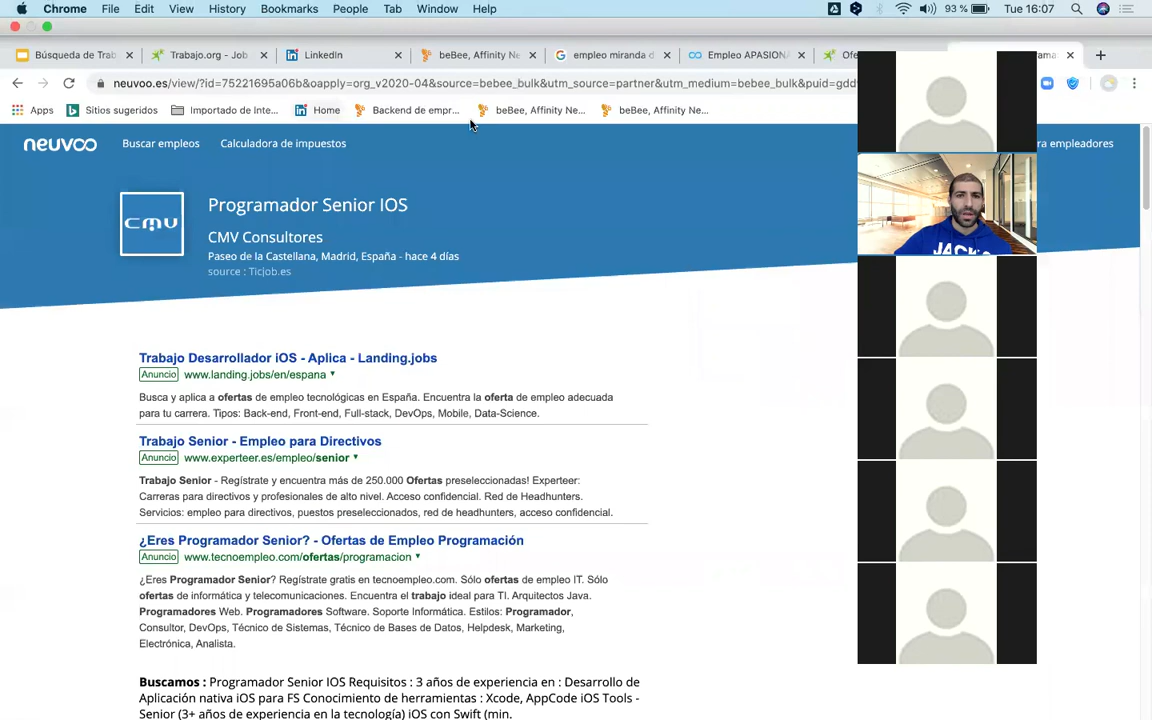 Chrome File Edit View History Bookmarks People Tab Window Help 93 % Tue 16:07
Búsqueda de Trab Trabajo.org - Job LinkedIn beBee, Affinity Ne empleo miranda d Empleo APASIONA Ofe ama
neuvoo.es/view/?id=75221695a06b&oapply=org_v2020-04&source=bebee_bulk&utm_source=partner&utm_medium=bebee_bulk&puid=gdd
Apps Sitios sugeridos Importado de Inte... Home Backend de empr... beBee, Affinity Ne... beBee, Affinity Ne...
neuvoo Buscar empleos Calculadora de impuestos ra empleadores
CMV
Programador Senior IOS
CMV Consultores
Paseo de la Castellana, Madrid, España - hace 4 días
source : Ticjob.es
JACK
Trabajo Desarrollador iOS - Aplica - Landing.jobs
Anuncio www.landing.jobs/en/espana
Busca y aplica a ofertas de empleo tecnológicas en España. Encuentra la oferta de empleo adecuada
para tu carrera. Tipos: Back-end, Front-end, Full-stack, DevOps, Mobile, Data-Science.
Trabajo Senior - Empleo para Directivos
Anuncio www.experteer.es/empleo/senior
Trabajo Senior - Regístrate y encuentra más de 250.000 Ofertas preseleccionadas! Experteer:
Carreras para directivos y profesionales de alto nivel. Acceso confidencial. Red de Headhunters.
Servicios: empleo para directivos, puestos preseleccionados, red de headhunters, acceso confidencial.
¿Eres Programador Senior? - Ofertas de Empleo Programación
Anuncio www.tecnoempleo.com/ofertas/programacion
¿Eres Programador Senior? Regístrate gratis en tecnoempleo.com. Sólo ofertas de empleo IT. Sólo
ofertas de informática y telecomunicaciones. Encuentra el trabajo ideal para TI. Arquitectos Java.
Programadores Web. Programadores Software. Soporte Informática. Estilos: Programador,
Consultor, DevOps, Técnico de Sistemas, Técnico de Bases de Datos, Helpdesk, Marketing,
Electrónica, Analista.
Buscamos : Programador Senior IOS Requisitos : 3 años de experiencia en : Desarrollo de
Aplicación nativa iOS para FS Conocimiento de herramientas : Xcode, AppCode iOS Tools -
Senior (3+ años de experiencia en la tecnología) iOS con Swift (min.